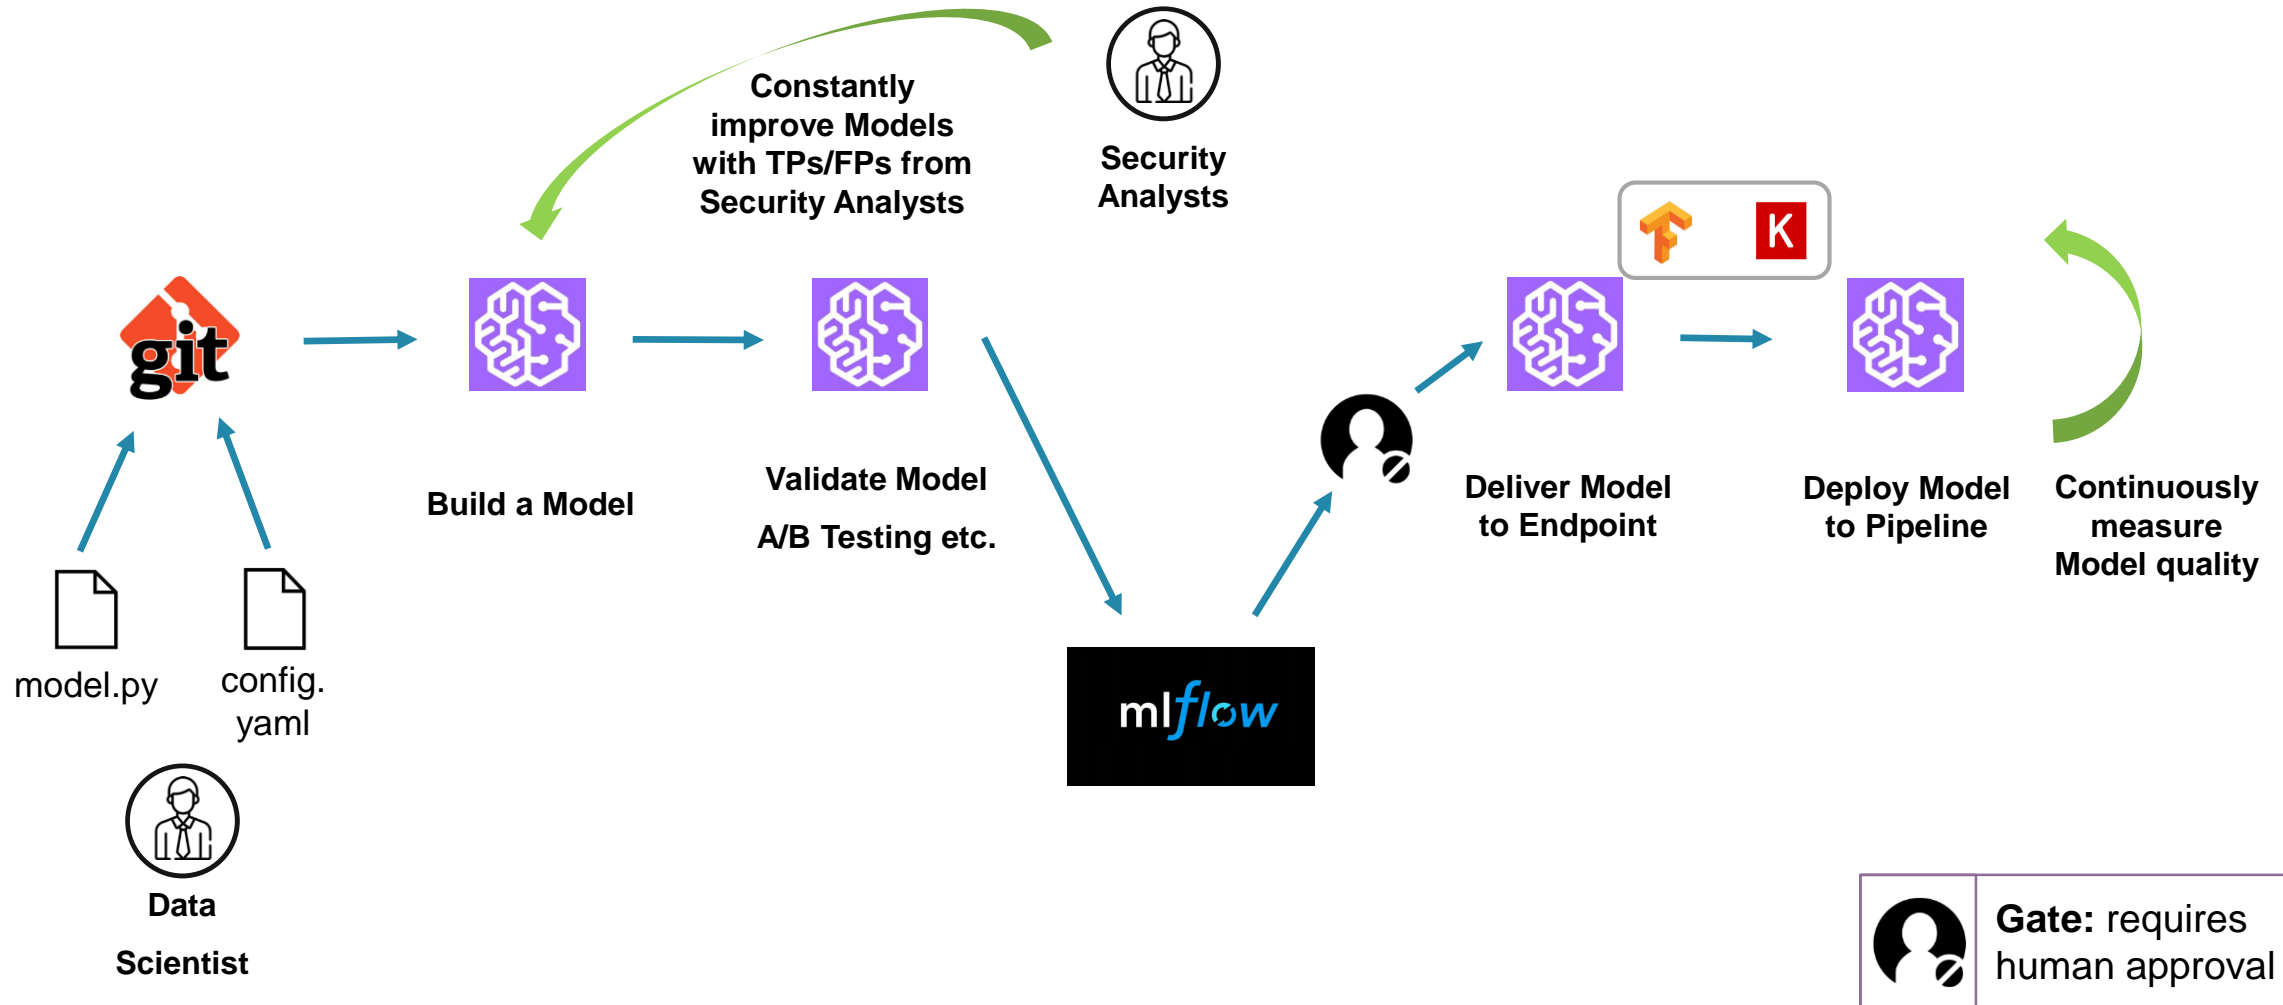 Constantly
improve Models
with TPs/FPs from
Security Analysts
Security
Analysts
K
git
Build a Model
Validate Model
A/B Testing etc.
Deliver Model
to Endpoint
Deploy Model
to Pipeline
Continuously
measure
Model quality
model.py
config.
yaml
mlflow
Data
Scientist
Gate: requires
human approval